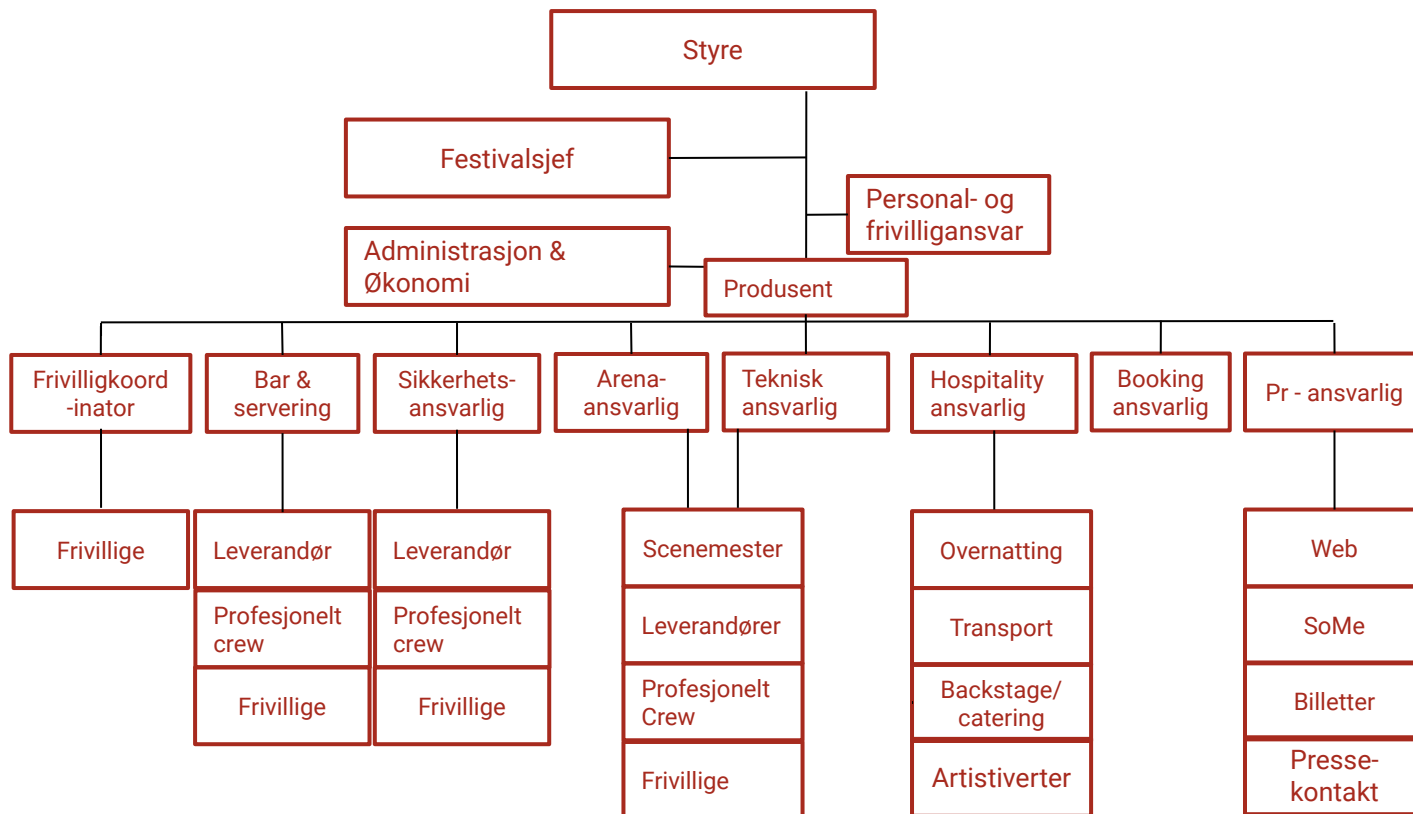 Styre
Festivalsjef
Personal- og
frivilligansvar
Administrasjon &
Økonomi
Produsent
Frivilligkoord
-inator
Bar &
servering
Sikkerhets-
ansvarlig
Arena-
ansvarlig
Teknisk
ansvarlig
Hospitality
ansvarlig
Booking
ansvarlig
Pr - ansvarlig
Frivillige
Leverandør
Profesjonelt
crew
Frivillige
Leverandør
Profesjonelt
crew
Frivillige
Scenemester
Leverandører
Profesjonelt
Crew
Frivillige
Overnatting
Transport
Backstage/
catering
Artistiverter
Web
SoMe
Billetter
Presse-
kontakt